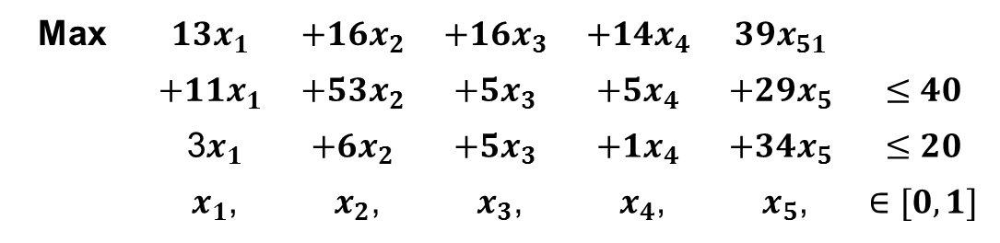 Max 13x₁ +16x₂ +16x₃ +14x₄ 39x₅₁
+11x₁ +53x₂ +5x₃ +5x₄ +29x₅ ≤ 40
3x₁ +6x₂ +5x₃ +1x₄ +34x₅ ≤ 20
x₁, x₂, x₃, x₄, x₅, ∈ [0, 1]